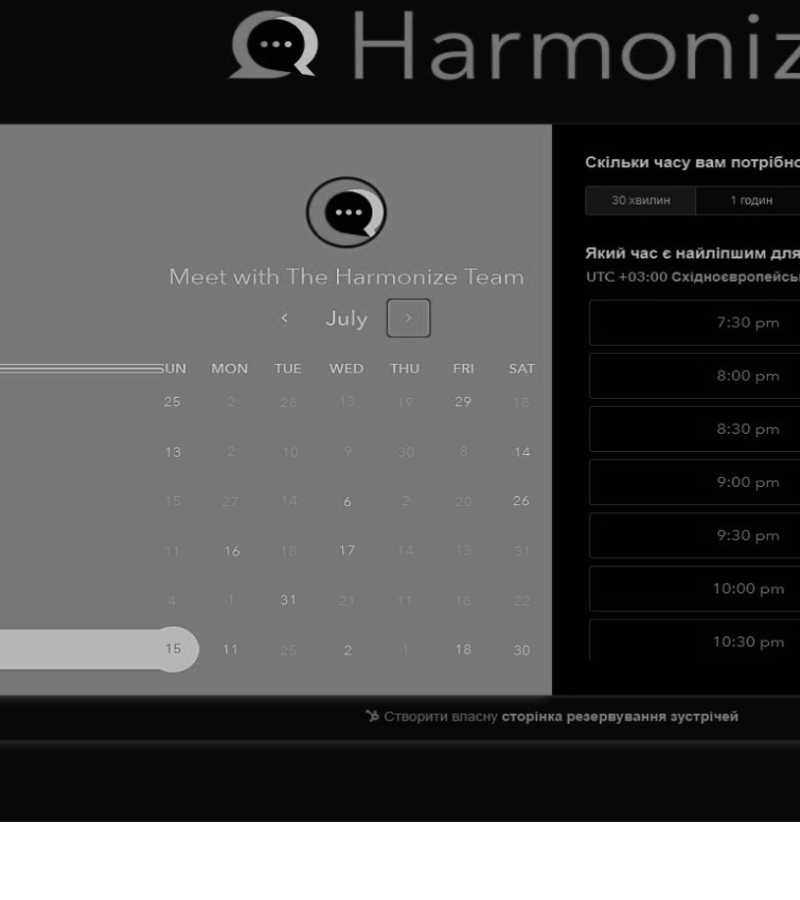 Harmoniz
Meet with The Harmonize Team
‹ July ›
SUN MON TUE WED THU FRI SAT
25 2 28 13 19 29 18
13 2 10 9 30 8 14
15 27 14 6 2 20 26
11 16 18 17 14 13 31
4 1 31 21 11 18 22
15 11 25 2 1 18 30
Скільки часу вам потрібно
30 хвилин 1 годин
Який час є найліпшим для
UTC +03:00 Східноєвропейсь
7:30 pm
8:00 pm
8:30 pm
9:00 pm
9:30 pm
10:00 pm
10:30 pm
Створити власну сторінка резервування зустрічей